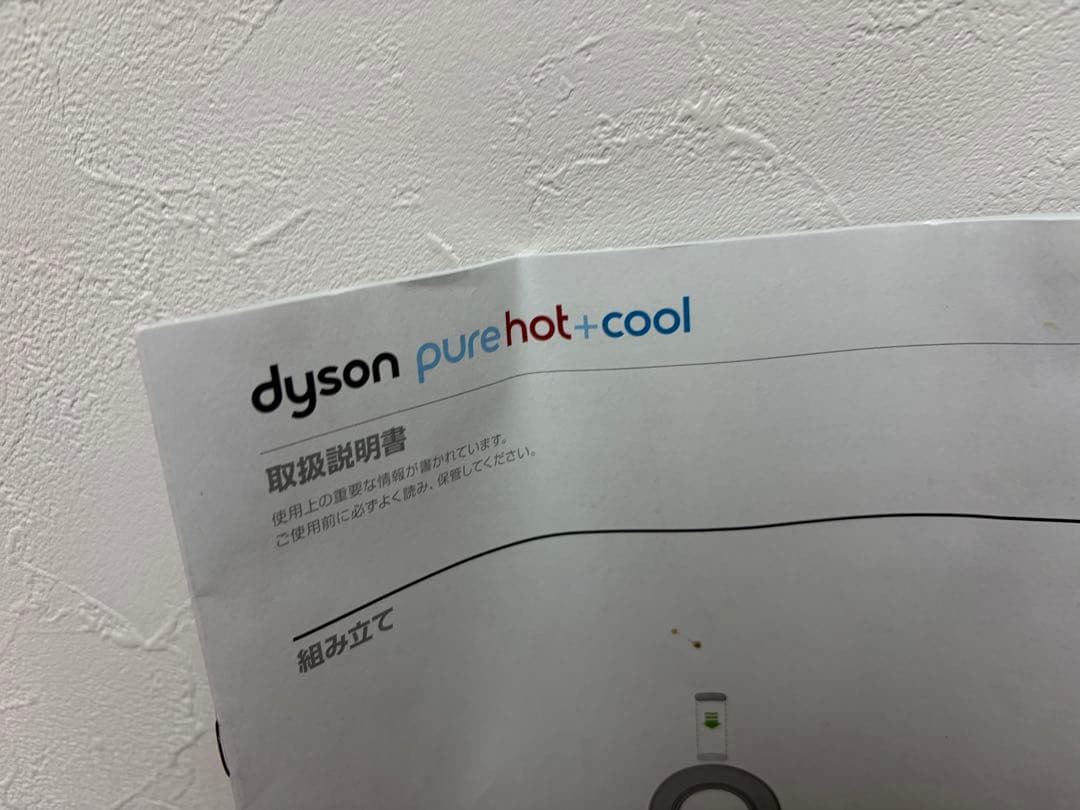 dyson pure hot+cool
取扱説明書
使用上の重要な情報が書かれています。
ご使用前に必ずよく読み、保管してください。
組み立て